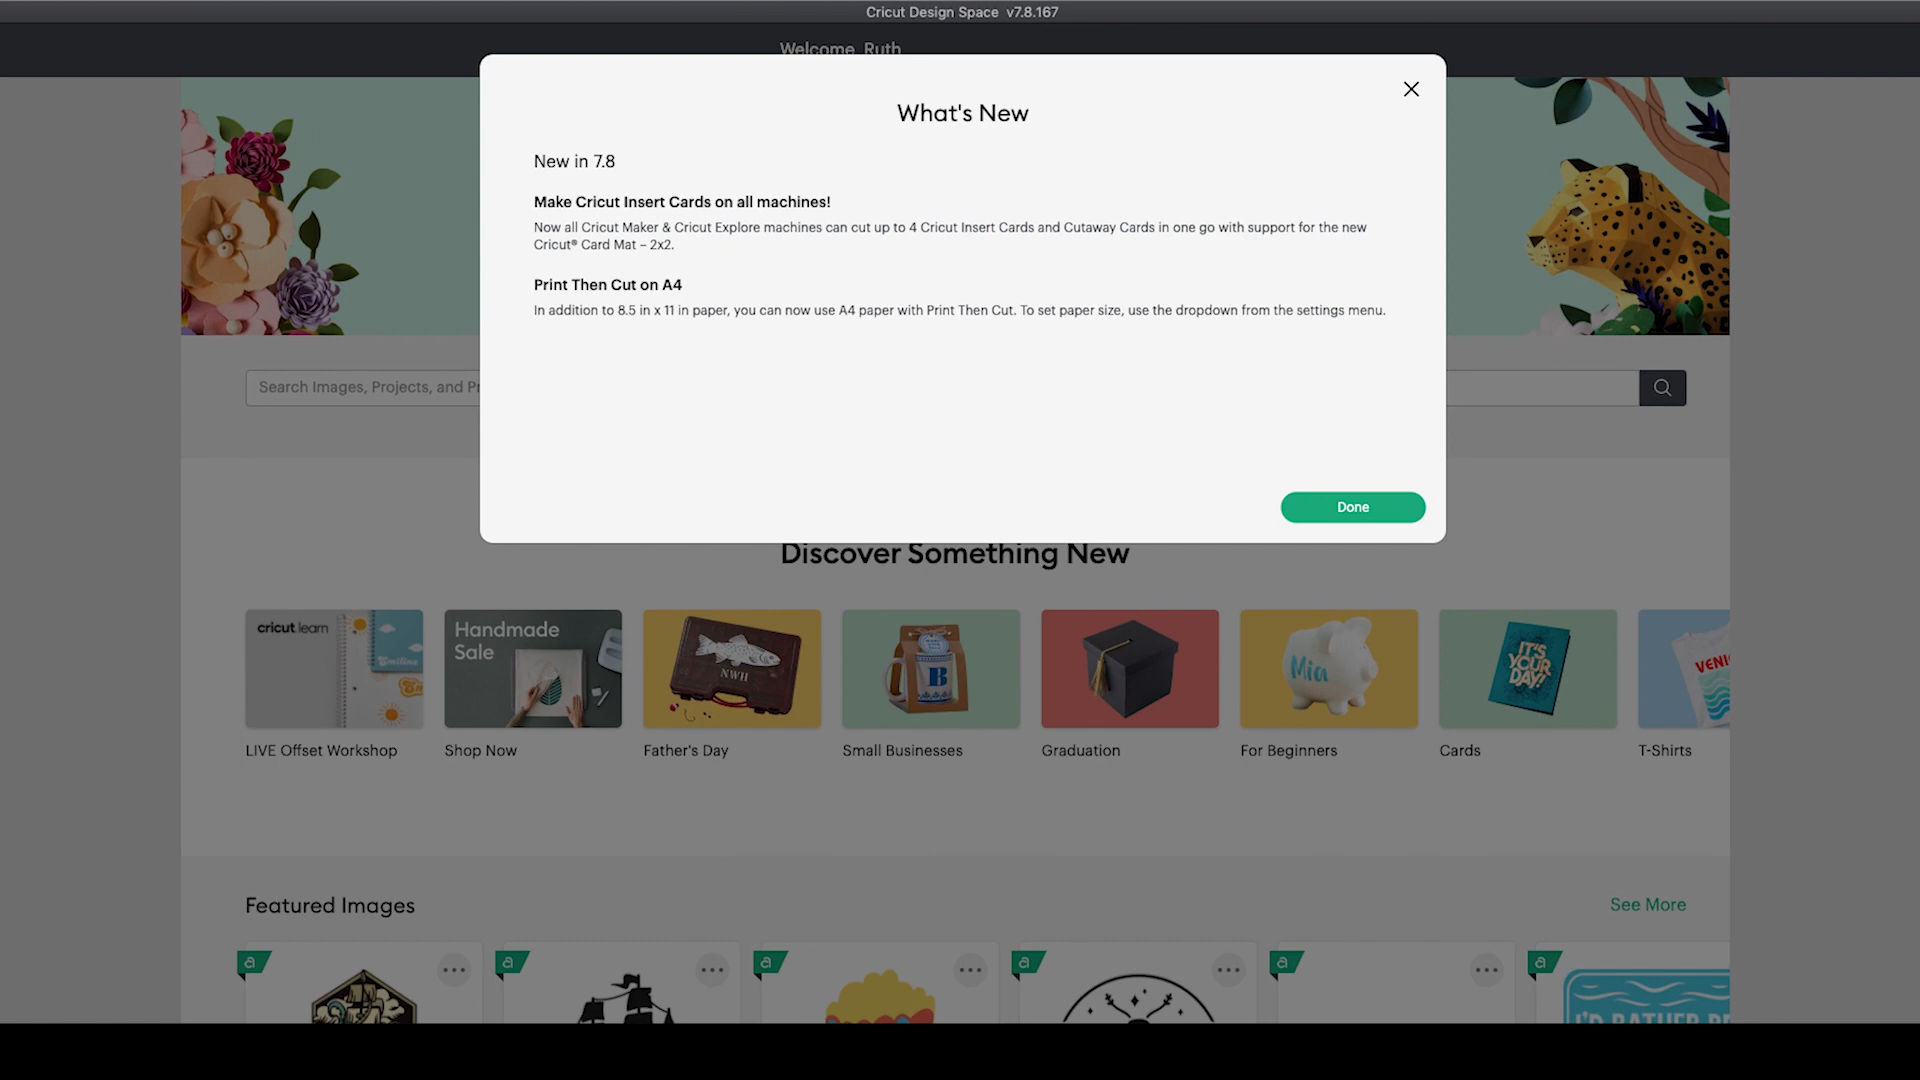 Cricut Design Space v7.8.167
Welcome, Ruth
What's New
New in 7.8
Make Cricut Insert Cards on all machines!
Now all Cricut Maker & Cricut Explore machines can cut up to 4 Cricut Insert Cards and Cutaway Cards in one go with support for the new
Cricut® Card Mat – 2x2.
Print Then Cut on A4
In addition to 8.5 in x 11 in paper, you can now use A4 paper with Print Then Cut. To set paper size, use the dropdown from the settings menu.
Search Images, Projects, and
Done
Discover Something New
cricut learn
Smiline
Handmade
Sale
NWH
B
Mia
IT'S
YOUR
DAY!
VENI
LIVE Offset Workshop
Shop Now
Father's Day
Small Businesses
Graduation
For Beginners
Cards
T-Shirts
Featured Images
See More
a
a
a
a
a
a
I'D RATHER BE